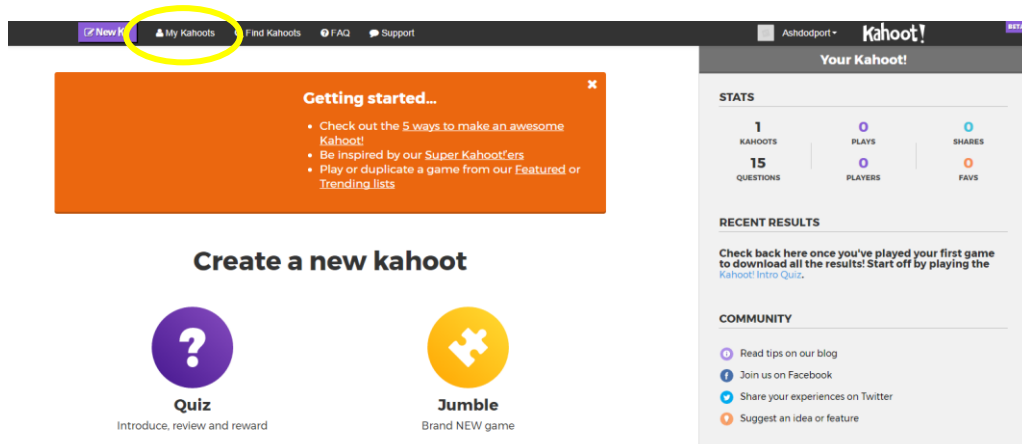 New K
My Kahoots
Find Kahoots
FAQ
Support
Ashdodport
Kahoot!
BETA
Getting started...
Check out the 5 ways to make an awesome
Kahoot!
Be inspired by our Super Kahoot!'ers
Play or duplicate a game from our Featured or
Trending lists
Create a new kahoot
?
Quiz
Introduce, review and reward
Jumble
Brand NEW game
Your Kahoot!
STATS
1
KAHOOTS
0
PLAYS
0
SHARES
15
QUESTIONS
0
PLAYERS
0
FAVS
RECENT RESULTS
Check back here once you've played your first game
to download all the results! Start off by playing the
Kahoot! Intro Quiz.
COMMUNITY
Read tips on our blog
Join us on Facebook
Share your experiences on Twitter
Suggest an idea or feature